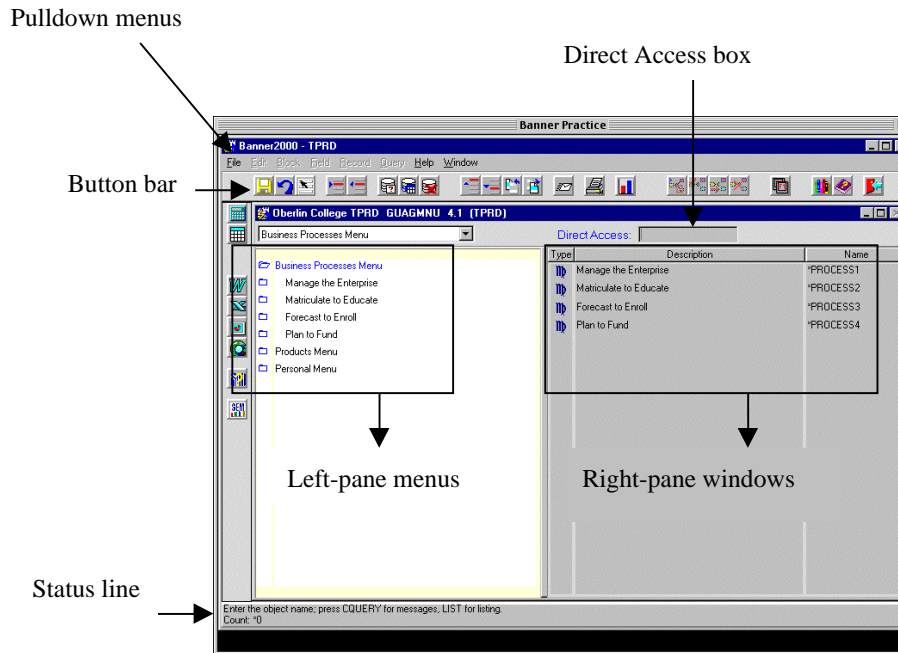 Pulldown menus
Direct Access box
Banner Practice
Banner2000 - TPRD
File Edit Block Field Record Query Help Window
Button bar
Oberlin College TPRD GUAGMNU 4.1 (TPRD)
Business Processes Menu
Direct Access:
Type Description Name
Business Processes Menu
Manage the Enterprise
Matriculate to Educate
Forecast to Enroll
Plan to Fund
Products Menu
Personal Menu
Manage the Enterprise *PROCESS1
Matriculate to Educate *PROCESS2
Forecast to Enroll *PROCESS3
Plan to Fund *PROCESS4
SEM
Left-pane menus
Right-pane windows
Status line
Enter the object name; press CQUERY for messages, LIST for listing.
Count: *0